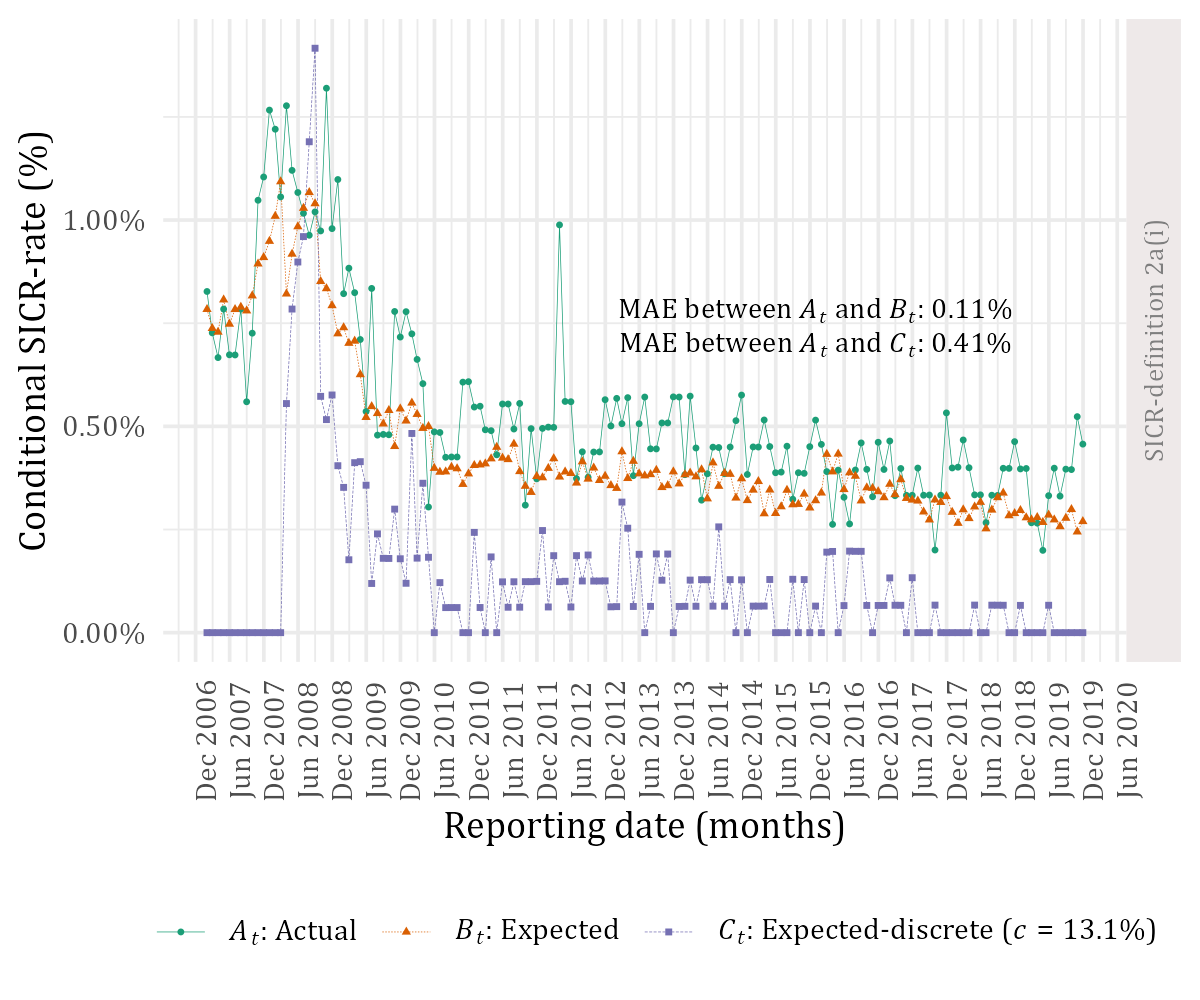 Conditional SICR-rate (%)
1.00%
0.50%
0.00%
MAE between A_t and B_t: 0.11%
MAE between A_t and C_t: 0.41%
SICR-definition 2a(i)
Dec 2006
Jun 2007
Dec 2007
Jun 2008
Dec 2008
Jun 2009
Dec 2009
Jun 2010
Dec 2010
Jun 2011
Dec 2011
Jun 2012
Dec 2012
Jun 2013
Dec 2013
Jun 2014
Dec 2014
Jun 2015
Dec 2015
Jun 2016
Dec 2016
Jun 2017
Dec 2017
Jun 2018
Dec 2018
Jun 2019
Dec 2019
Jun 2020
Reporting date (months)
A_t: Actual
B_t: Expected
C_t: Expected-discrete (c = 13.1%)